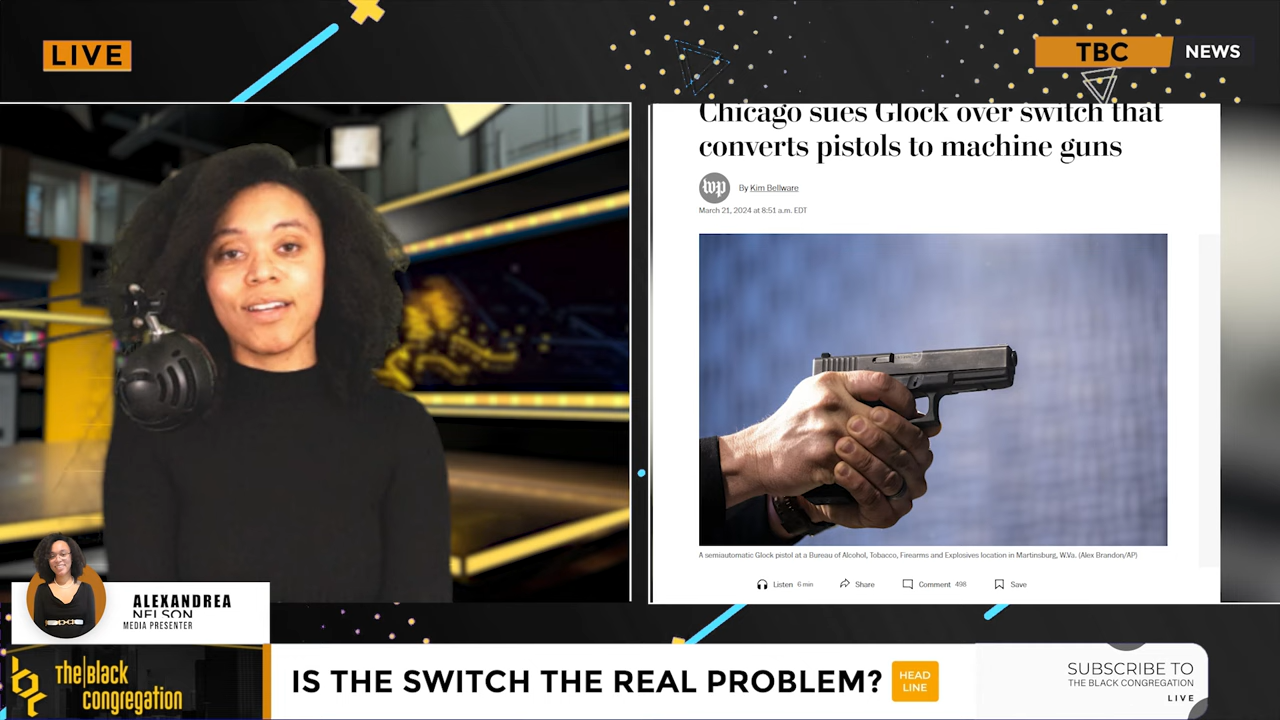 LIVE
TBC NEWS
Chicago sues Glock over switch that
converts pistols to machine guns
wp
By Kim Bellware
March 21, 2024 at 8:51 a.m. EDT
A semiautomatic Glock pistol at a Bureau of Alcohol, Tobacco, Firearms and Explosives location in Martinsburg, W.Va. (Alex Brandon/AP)
Listen 6 min Share Comment 498 Save
ALEXANDREA
NELSON
MEDIA PRESENTER
The Black
congregation
IS THE SWITCH THE REAL PROBLEM?
HEAD
LINE
SUBSCRIBE TO
THE BLACK CONGREGATION
LIVE